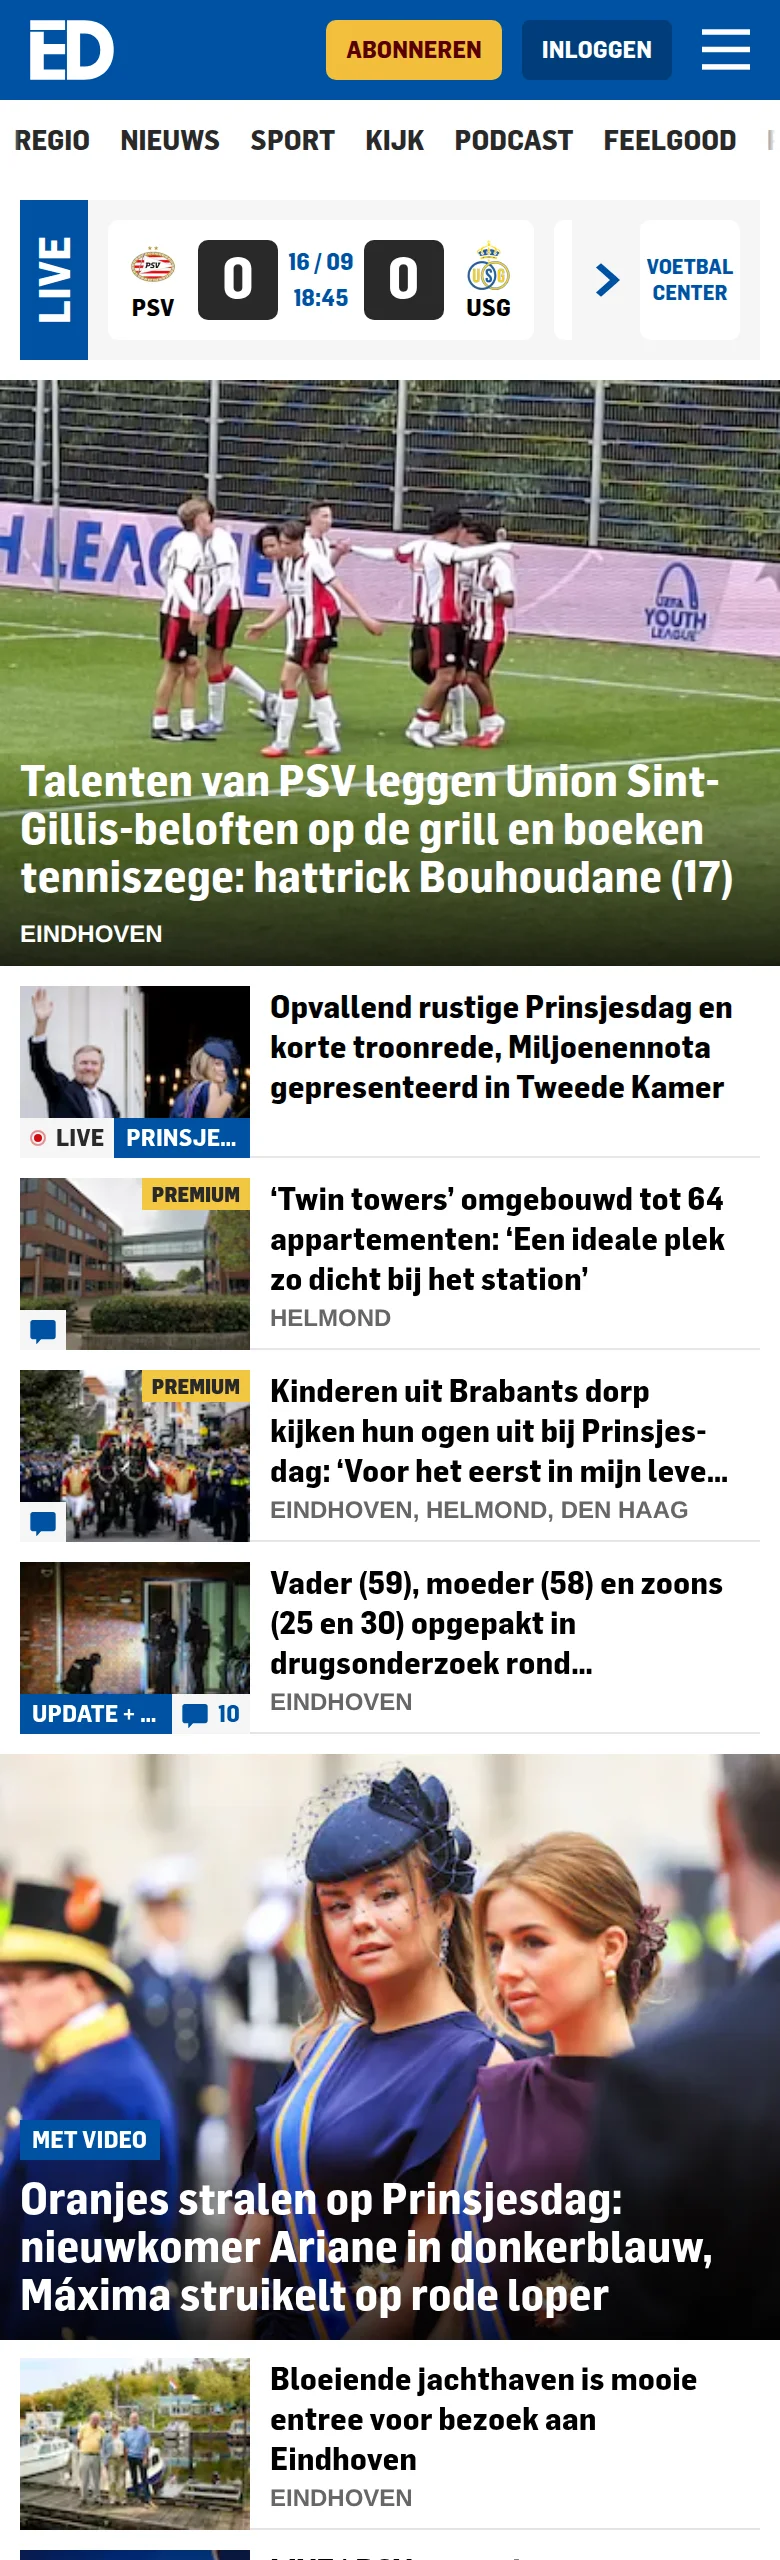 ED
ABONNEREN
INLOGGEN
REGIO NIEUWS SPORT KIJK PODCAST FEELGOOD
LIVE
PSV
PSV
0
16 / 09
18:45
0
USG
USG
VOETBAL
CENTER
H LEAGUE
UEFA
YOUTH
LEAGUE
Talenten van PSV leggen Union Sint-
Gillis-beloften op de grill en boeken
tenniszege: hattrick Bouhoudane (17)
EINDHOVEN
LIVE PRINSJE...
Opvallend rustige Prinsjesdag en
korte troonrede, Miljoenennota
gepresenteerd in Tweede Kamer
PREMIUM
‘Twin towers’ omgebouwd tot 64
appartementen: ‘Een ideale plek
zo dicht bij het station’
HELMOND
PREMIUM
Kinderen uit Brabants dorp
kijken hun ogen uit bij Prinsjes-
dag: ‘Voor het eerst in mijn leve...
EINDHOVEN, HELMOND, DEN HAAG
UPDATE + ... 10
Vader (59), moeder (58) en zoons
(25 en 30) opgepakt in
drugsonderzoek rond...
EINDHOVEN
MET VIDEO
Oranjes stralen op Prinsjesdag:
nieuwkomer Ariane in donkerblauw,
Máxima struikelt op rode loper
Bloeiende jachthaven is mooie
entree voor bezoek aan
Eindhoven
EINDHOVEN